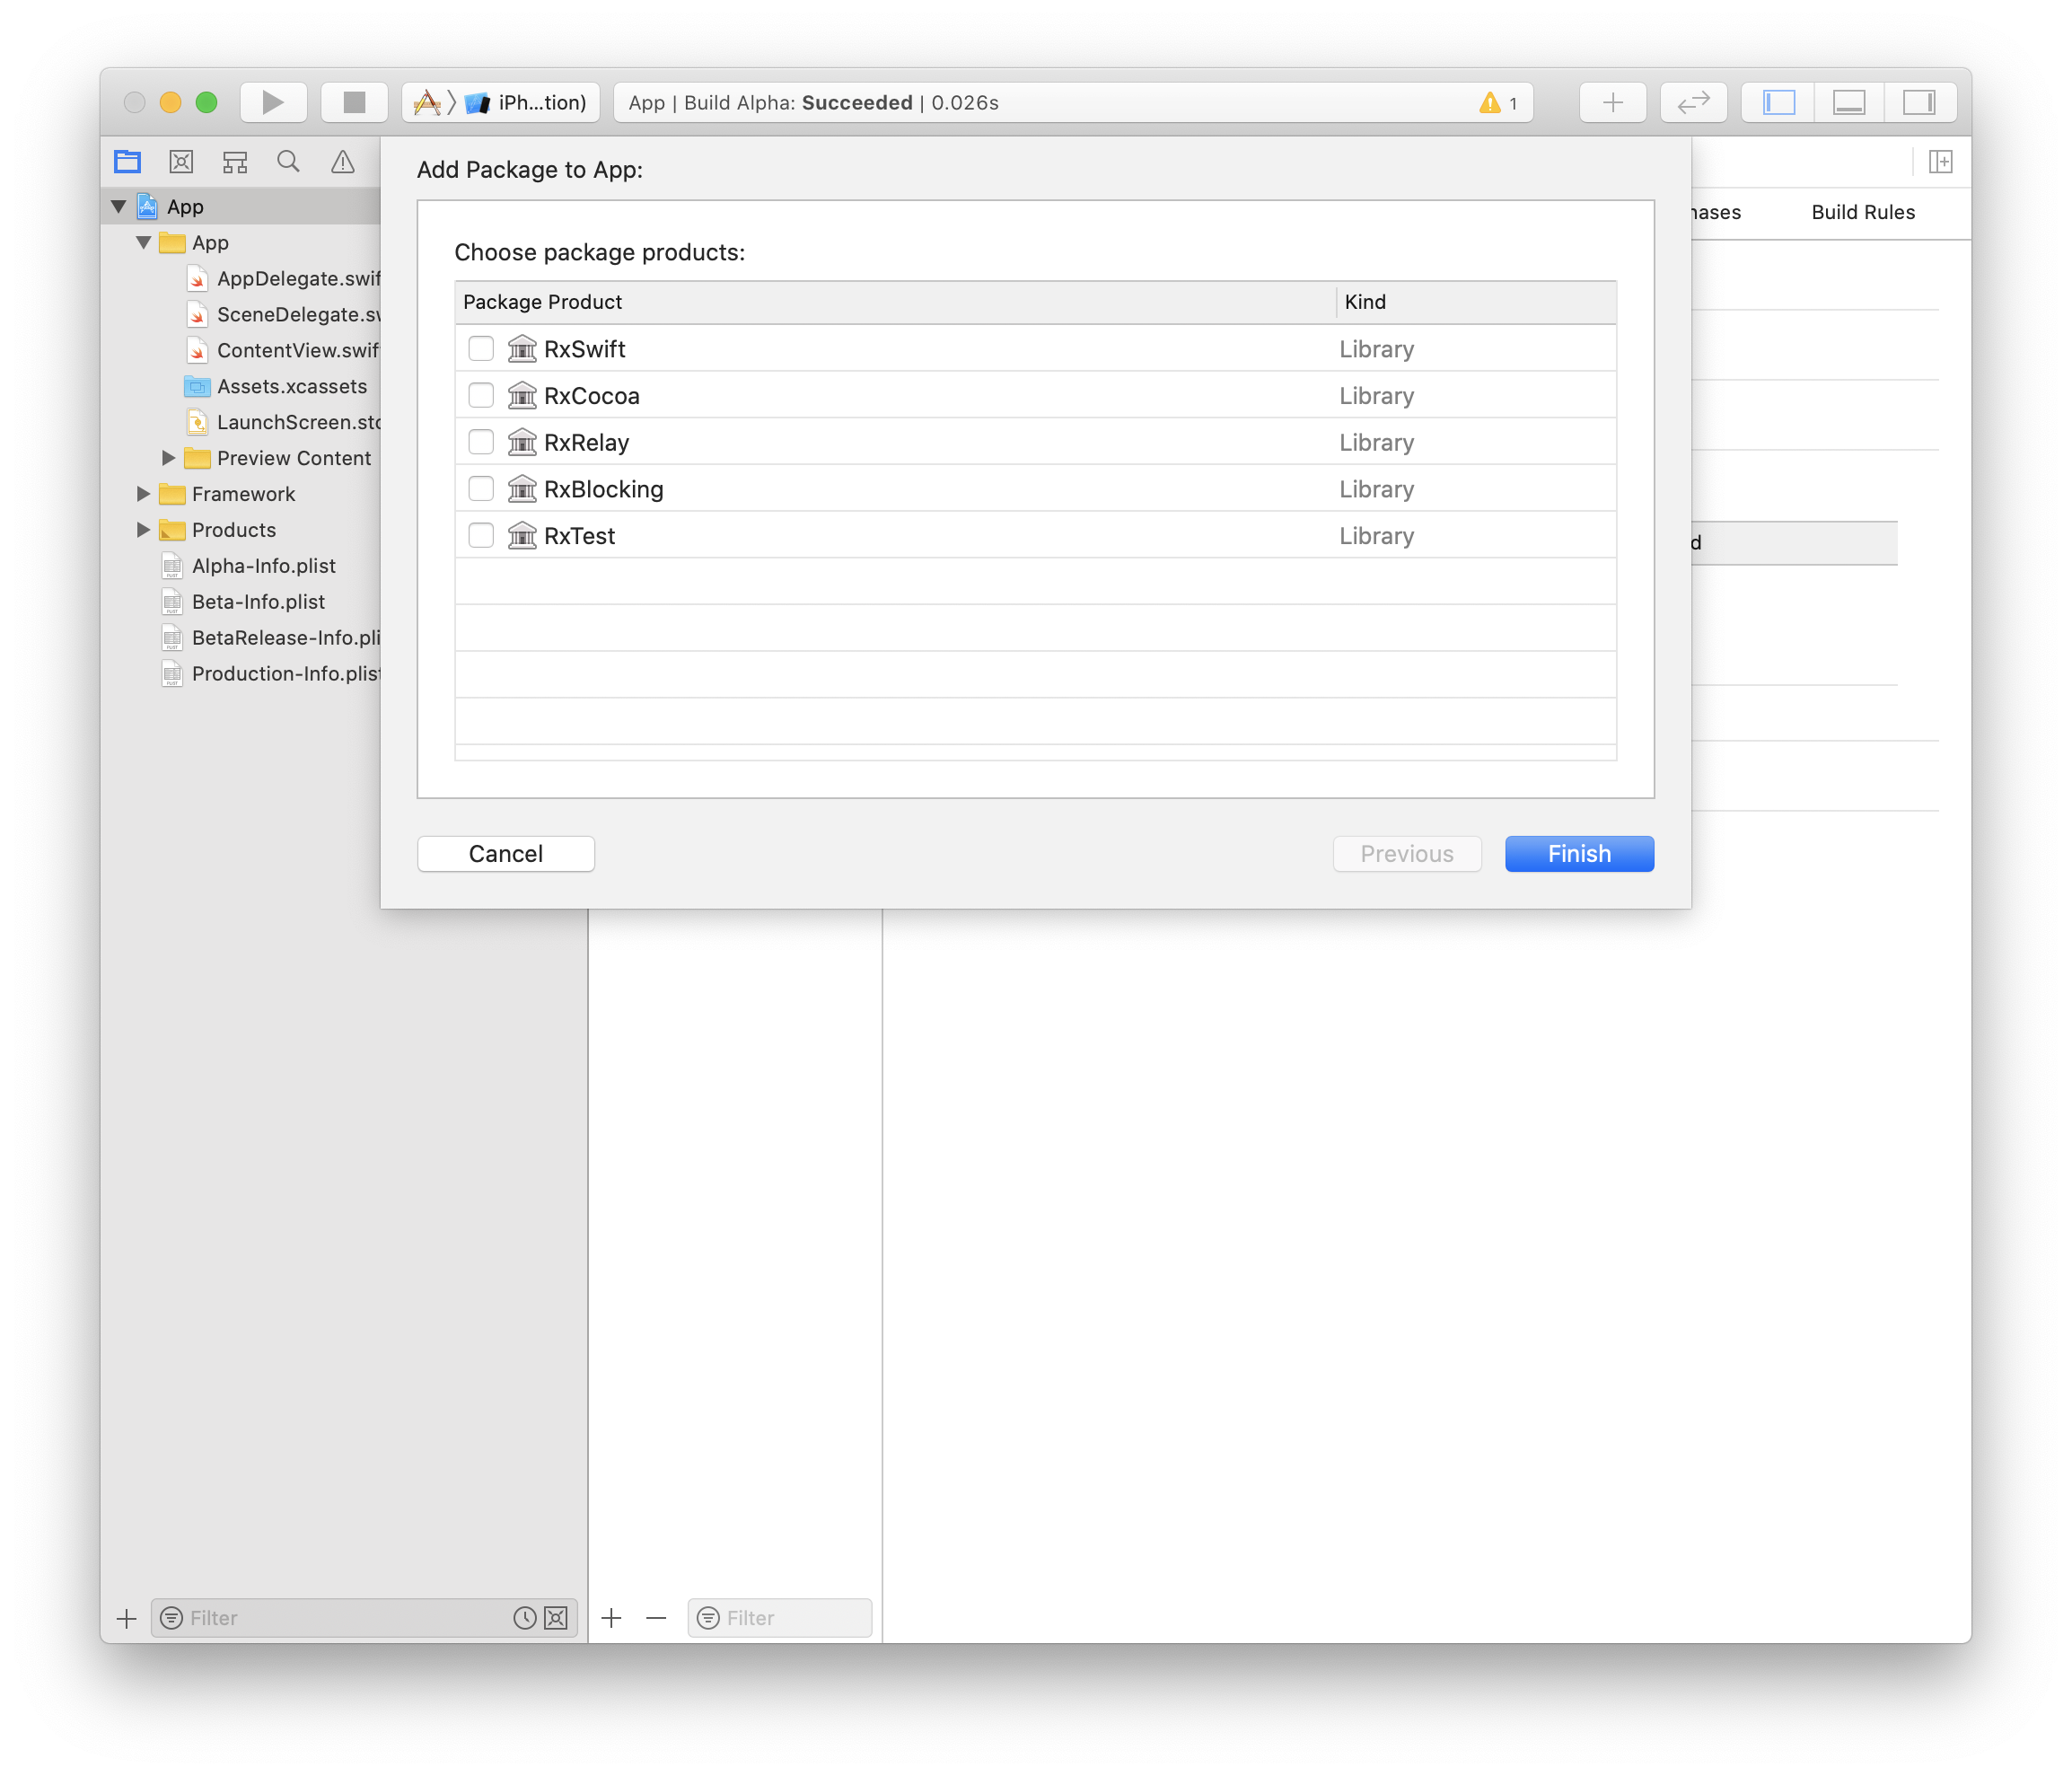 iPh...tion)
App | Build Alpha: Succeeded | 0.026s
1
Add Package to App:
App
App
AppDelegate.swif
SceneDelegate.sw
ContentView.swif
Assets.xcassets
LaunchScreen.sto
Preview Content
Framework
Products
Alpha-Info.plist
Beta-Info.plist
BetaRelease-Info.pli
Production-Info.plist
Choose package products:
Package Product Kind
RxSwift Library
RxCocoa Library
RxRelay Library
RxBlocking Library
RxTest Library
Cancel Previous Finish
hases Build Rules
d
Filter
Filter